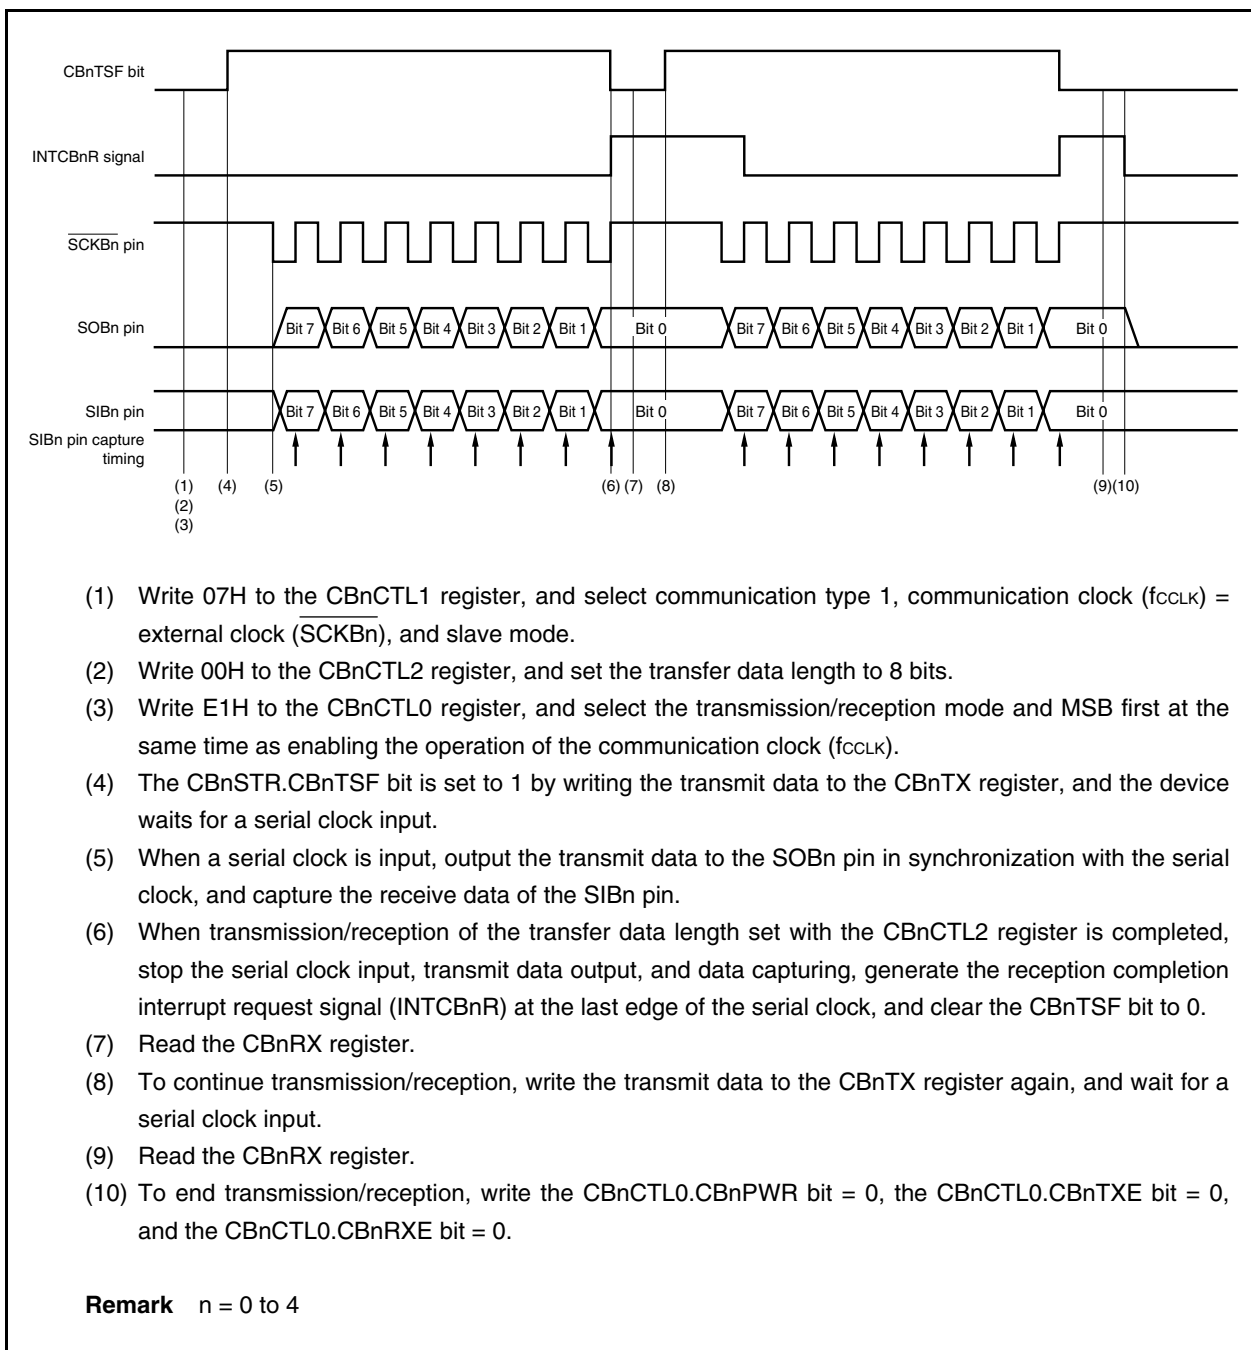 CBnTSF bit
INTCBnR signal
SCKBn pin
SOBn pin
Bit 7 Bit 6 Bit 5 Bit 4 Bit 3 Bit 2 Bit 1 Bit 0 Bit 7 Bit 6 Bit 5 Bit 4 Bit 3 Bit 2 Bit 1 Bit 0
SIBn pin
Bit 7 Bit 6 Bit 5 Bit 4 Bit 3 Bit 2 Bit 1 Bit 0 Bit 7 Bit 6 Bit 5 Bit 4 Bit 3 Bit 2 Bit 1 Bit 0
SIBn pin capture
timing
(1) (4) (5) (6) (7) (8) (9) (10)
(2)
(3)
(1) Write 07H to the CBnCTL1 register, and select communication type 1, communication clock (fCCLK) =
external clock (SCKBn), and slave mode.
(2) Write 00H to the CBnCTL2 register, and set the transfer data length to 8 bits.
(3) Write E1H to the CBnCTL0 register, and select the transmission/reception mode and MSB first at the
same time as enabling the operation of the communication clock (fCCLK).
(4) The CBnSTR.CBnTSF bit is set to 1 by writing the transmit data to the CBnTX register, and the device
waits for a serial clock input.
(5) When a serial clock is input, output the transmit data to the SOBn pin in synchronization with the serial
clock, and capture the receive data of the SIBn pin.
(6) When transmission/reception of the transfer data length set with the CBnCTL2 register is completed,
stop the serial clock input, transmit data output, and data capturing, generate the reception completion
interrupt request signal (INTCBnR) at the last edge of the serial clock, and clear the CBnTSF bit to 0.
(7) Read the CBnRX register.
(8) To continue transmission/reception, write the transmit data to the CBnTX register again, and wait for a
serial clock input.
(9) Read the CBnRX register.
(10) To end transmission/reception, write the CBnCTL0.CBnPWR bit = 0, the CBnCTL0.CBnTXE bit = 0,
and the CBnCTL0.CBnRXE bit = 0.
Remark n = 0 to 4